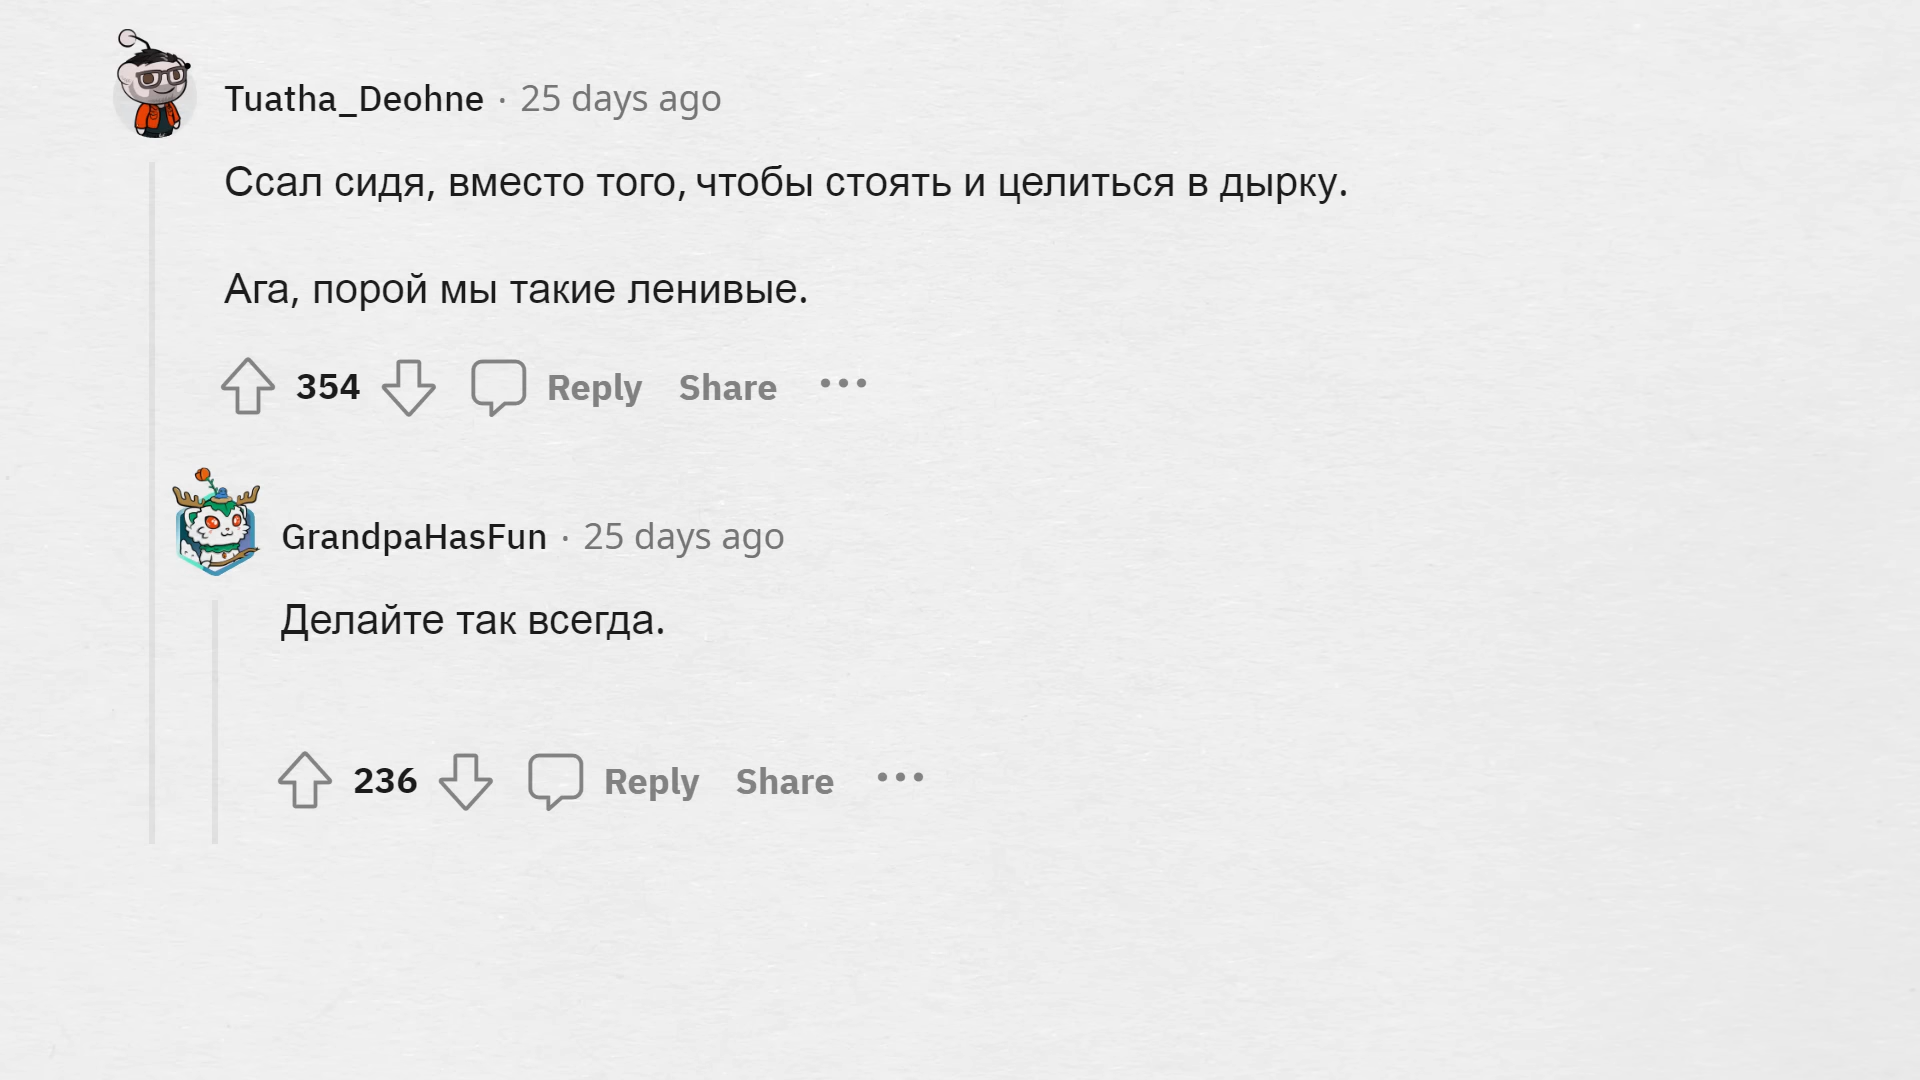 Tuatha_Deohne · 25 days ago
Ссал сидя, вместо того, чтобы стоять и целиться в дырку.
Ага, порой мы такие ленивые.
354 Reply Share ···
GrandpaHasFun · 25 days ago
Делайте так всегда.
236 Reply Share ···